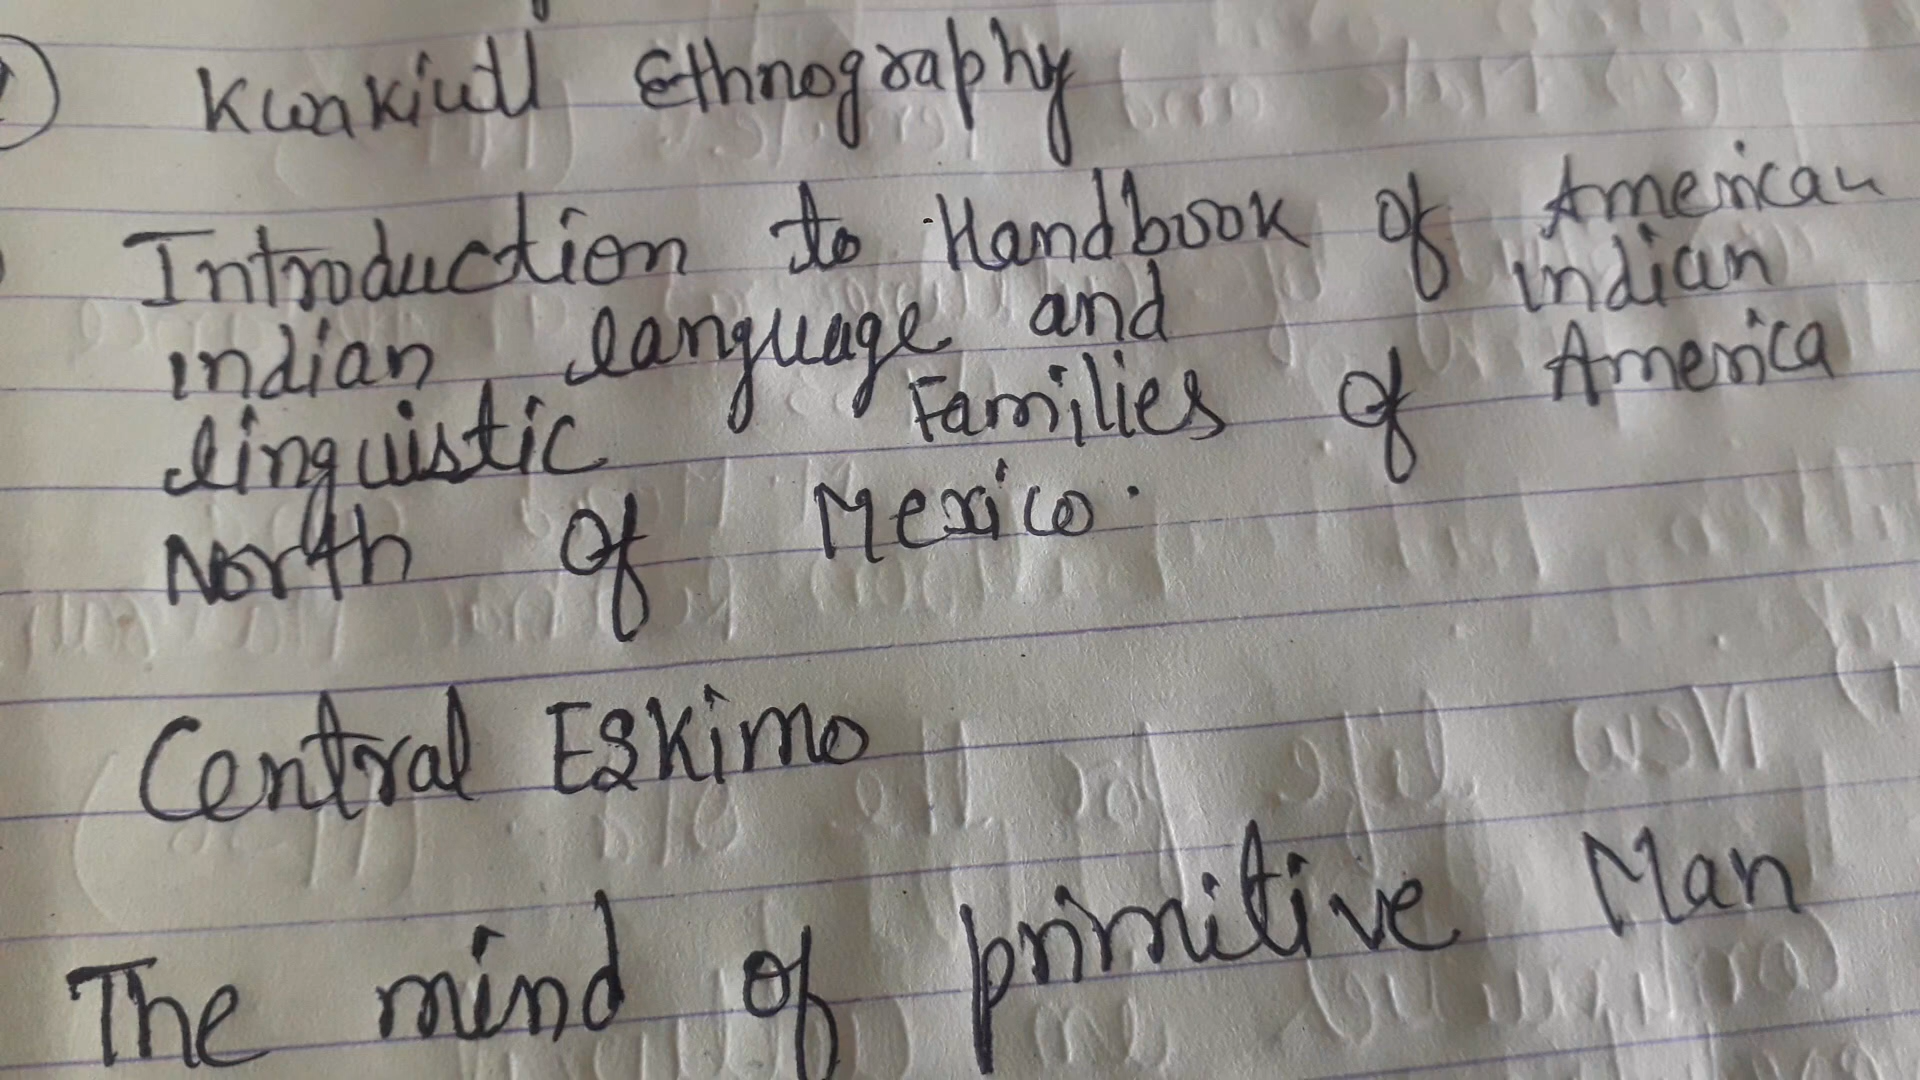 Kwakiutl Ethnography
Introduction to Handbook of American
indian language and indian
linguistic Families of America
North of Mexico.
Central Eskimo
The mind of primitive Man